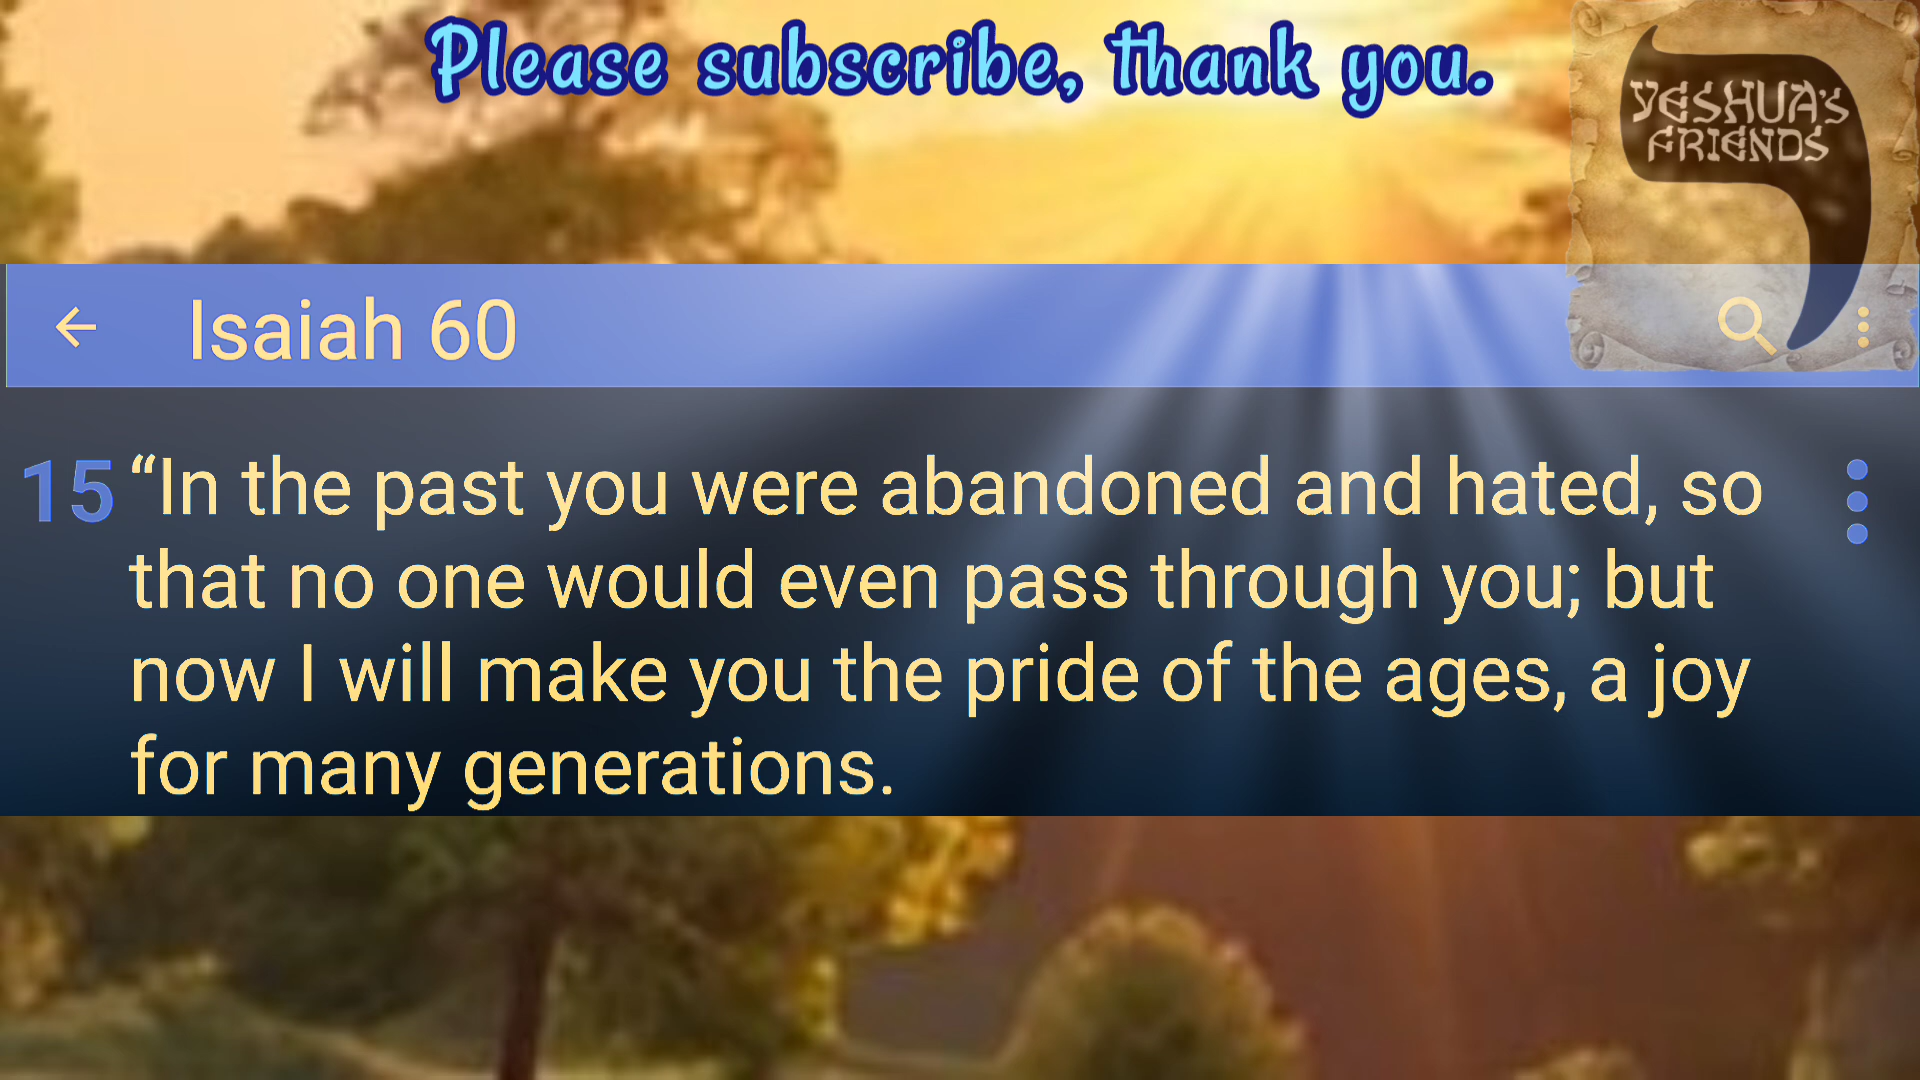 Please subscribe, thank you.
YESHUA'S
FRIENDS
Isaiah 60
15 “In the past you were abandoned and hated, so
that no one would even pass through you; but
now I will make you the pride of the ages, a joy
for many generations.